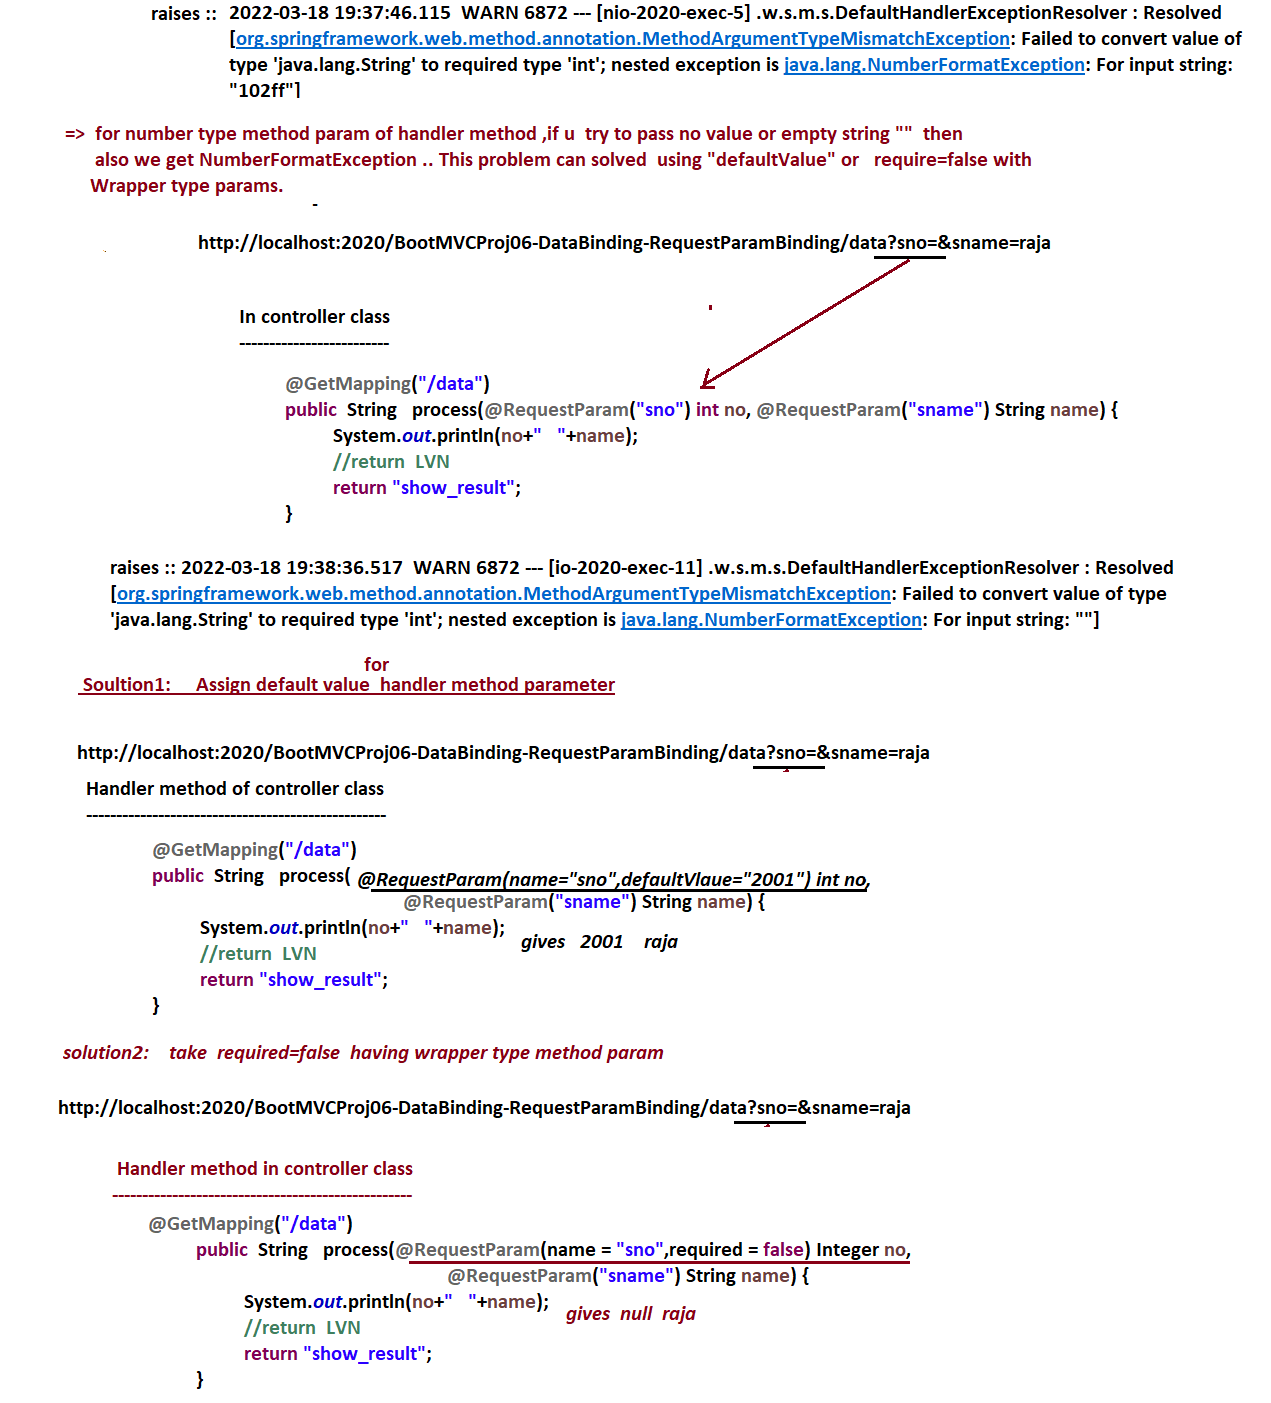 raises :: 2022-03-18 19:37:46.115 WARN 6872 --- [nio-2020-exec-5] .w.s.m.s.DefaultHandlerExceptionResolver : Resolved
[org.springframework.web.method.annotation.MethodArgumentTypeMismatchException: Failed to convert value of
type 'java.lang.String' to required type 'int'; nested exception is java.lang.NumberFormatException: For input string:
"102ff"]
=> for number type method param of handler method ,if u try to pass no value or empty string "" then
also we get NumberFormatException .. This problem can solved using "defaultValue" or require=false with
Wrapper type params.
-
http://localhost:2020/BootMVCProj06-DataBinding-RequestParamBinding/data?sno=&sname=raja
In controller class
-------------------------
@GetMapping("/data")
public String process(@RequestParam("sno") int no, @RequestParam("sname") String name) {
System.out.println(no+" "+name);
//return LVN
return "show_result";
}
raises :: 2022-03-18 19:38:36.517 WARN 6872 --- [io-2020-exec-11] .w.s.m.s.DefaultHandlerExceptionResolver : Resolved
[org.springframework.web.method.annotation.MethodArgumentTypeMismatchException: Failed to convert value of type
'java.lang.String' to required type 'int'; nested exception is java.lang.NumberFormatException: For input string: ""]
for
Soultion1: Assign default value handler method parameter
http://localhost:2020/BootMVCProj06-DataBinding-RequestParamBinding/data?sno=&sname=raja
Handler method of controller class
--------------------------------------------------
@GetMapping("/data")
public String process( @RequestParam(name="sno",defaultVlaue="2001") int no,
@RequestParam("sname") String name) {
System.out.println(no+" "+name);
gives 2001 raja
//return LVN
return "show_result";
}
solution2: take required=false having wrapper type method param
http://localhost:2020/BootMVCProj06-DataBinding-RequestParamBinding/data?sno=&sname=raja
Handler method in controller class
--------------------------------------------------
@GetMapping("/data")
public String process(@RequestParam(name = "sno",required = false) Integer no,
@RequestParam("sname") String name) {
System.out.println(no+" "+name);
gives null raja
//return LVN
return "show_result";
}